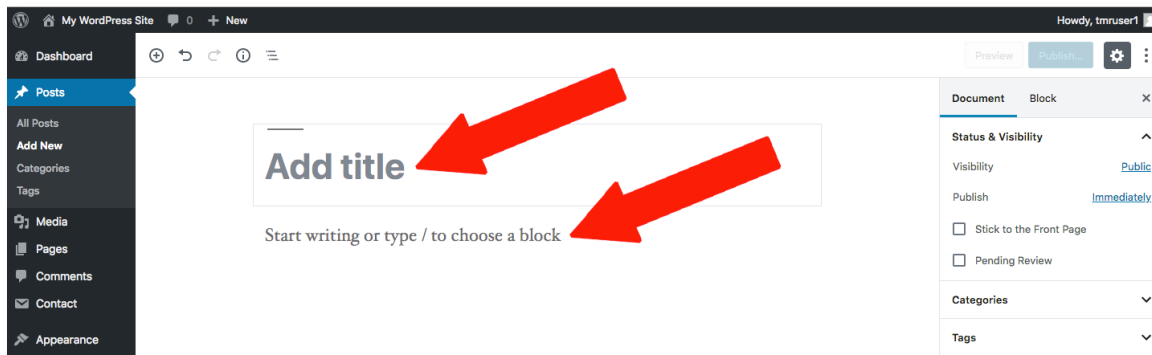 My WordPress Site 0 + New Howdy, tmruser1
Dashboard
Preview Publish...
Posts
All Posts
Add New
Categories
Tags
Media
Pages
Comments
Contact
Appearance
Add title
Start writing or type / to choose a block
Document Block ×
Status & Visibility
Visibility Public
Publish Immediately
Stick to the Front Page
Pending Review
Categories
Tags